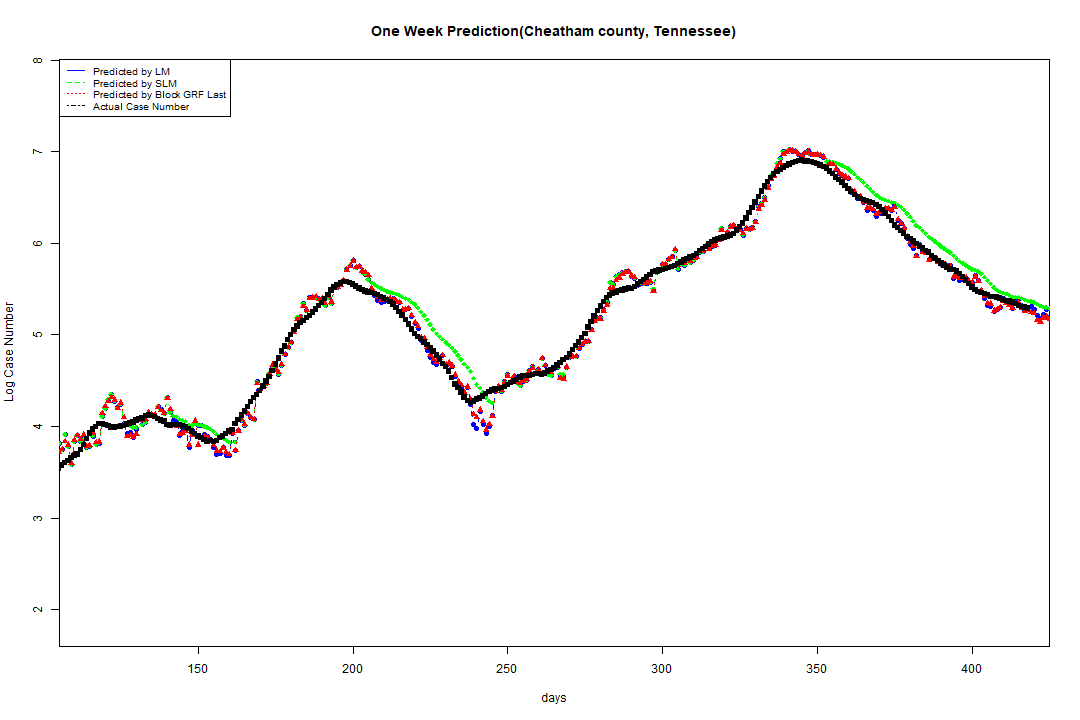 One Week Prediction(Cheatham county, Tennessee)
Predicted by LM
Predicted by SLM
Predicted by Block GRF Last
Actual Case Number
8
7
6
5
4
3
2
Log Case Number
150 200 250 300 350 400
days